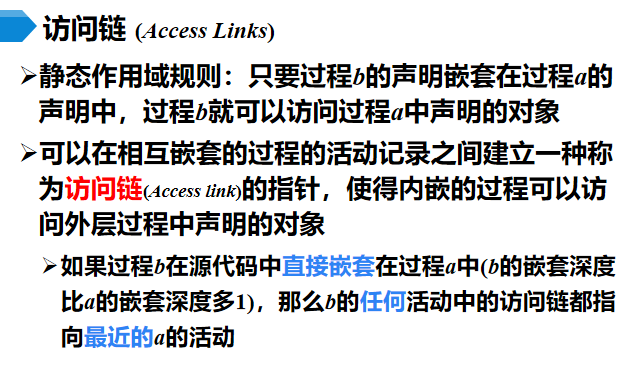 访问链 (Access Links)
➢静态作用域规则：只要过程b的声明嵌套在过程a的
声明中，过程b就可以访问过程a中声明的对象
➢可以在相互嵌套的过程的活动记录之间建立一种称
为访问链(Access link)的指针，使得内嵌的过程可以访
问外层过程中声明的对象
➢如果过程b在源代码中直接嵌套在过程a中(b的嵌套深度
比a的嵌套深度多1)，那么b的任何活动中的访问链都指
向最近的a的活动